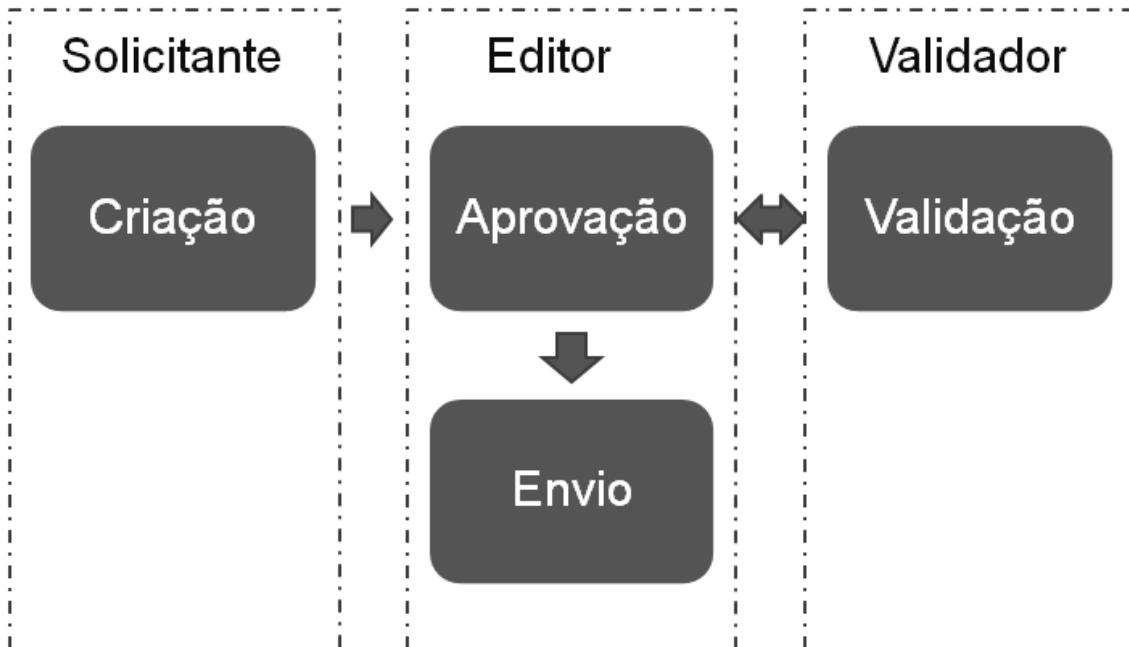 Solicitante
Editor
Validador
Criação
Aprovação
Validação
Envio